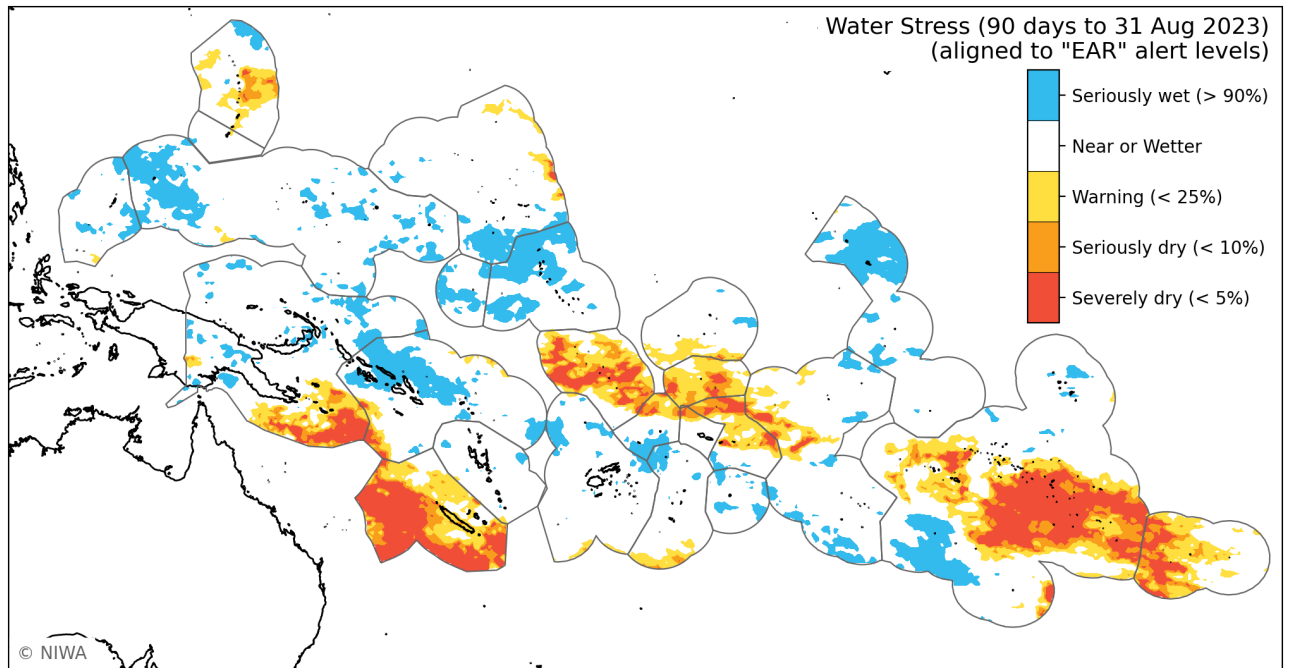 Water Stress (90 days to 31 Aug 2023)
(aligned to "EAR" alert levels)
Seriously wet (> 90%)
Near or Wetter
Warning (< 25%)
Seriously dry (< 10%)
Severely dry (< 5%)
© NIWA